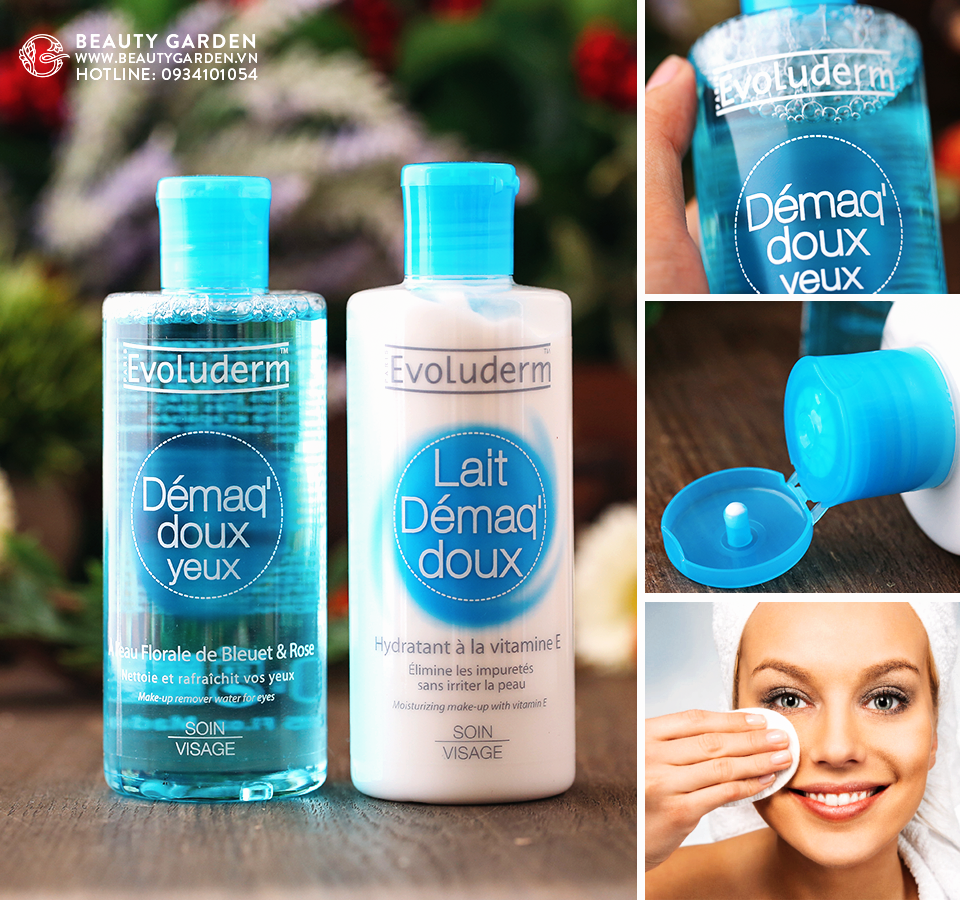 BEAUTY GARDEN
WWW.BEAUTYGARDEN.VN
HOTLINE: 0934101054
Evoluderm™
Démaq'
doux
yeux
l'eau Florale de Bleuet & Rose
Nettoie et rafraîchit vos yeux
Make-up remover water for eyes
SOIN
VISAGE
Evoluderm™
Lait
Démaq'
doux
Hydratant à la vitamine E
Élimine les impuretés
sans irriter la peau
Moisturizing make-up with vitamin E
SOIN
VISAGE
Evoluderm
Démaq'
doux
yeux